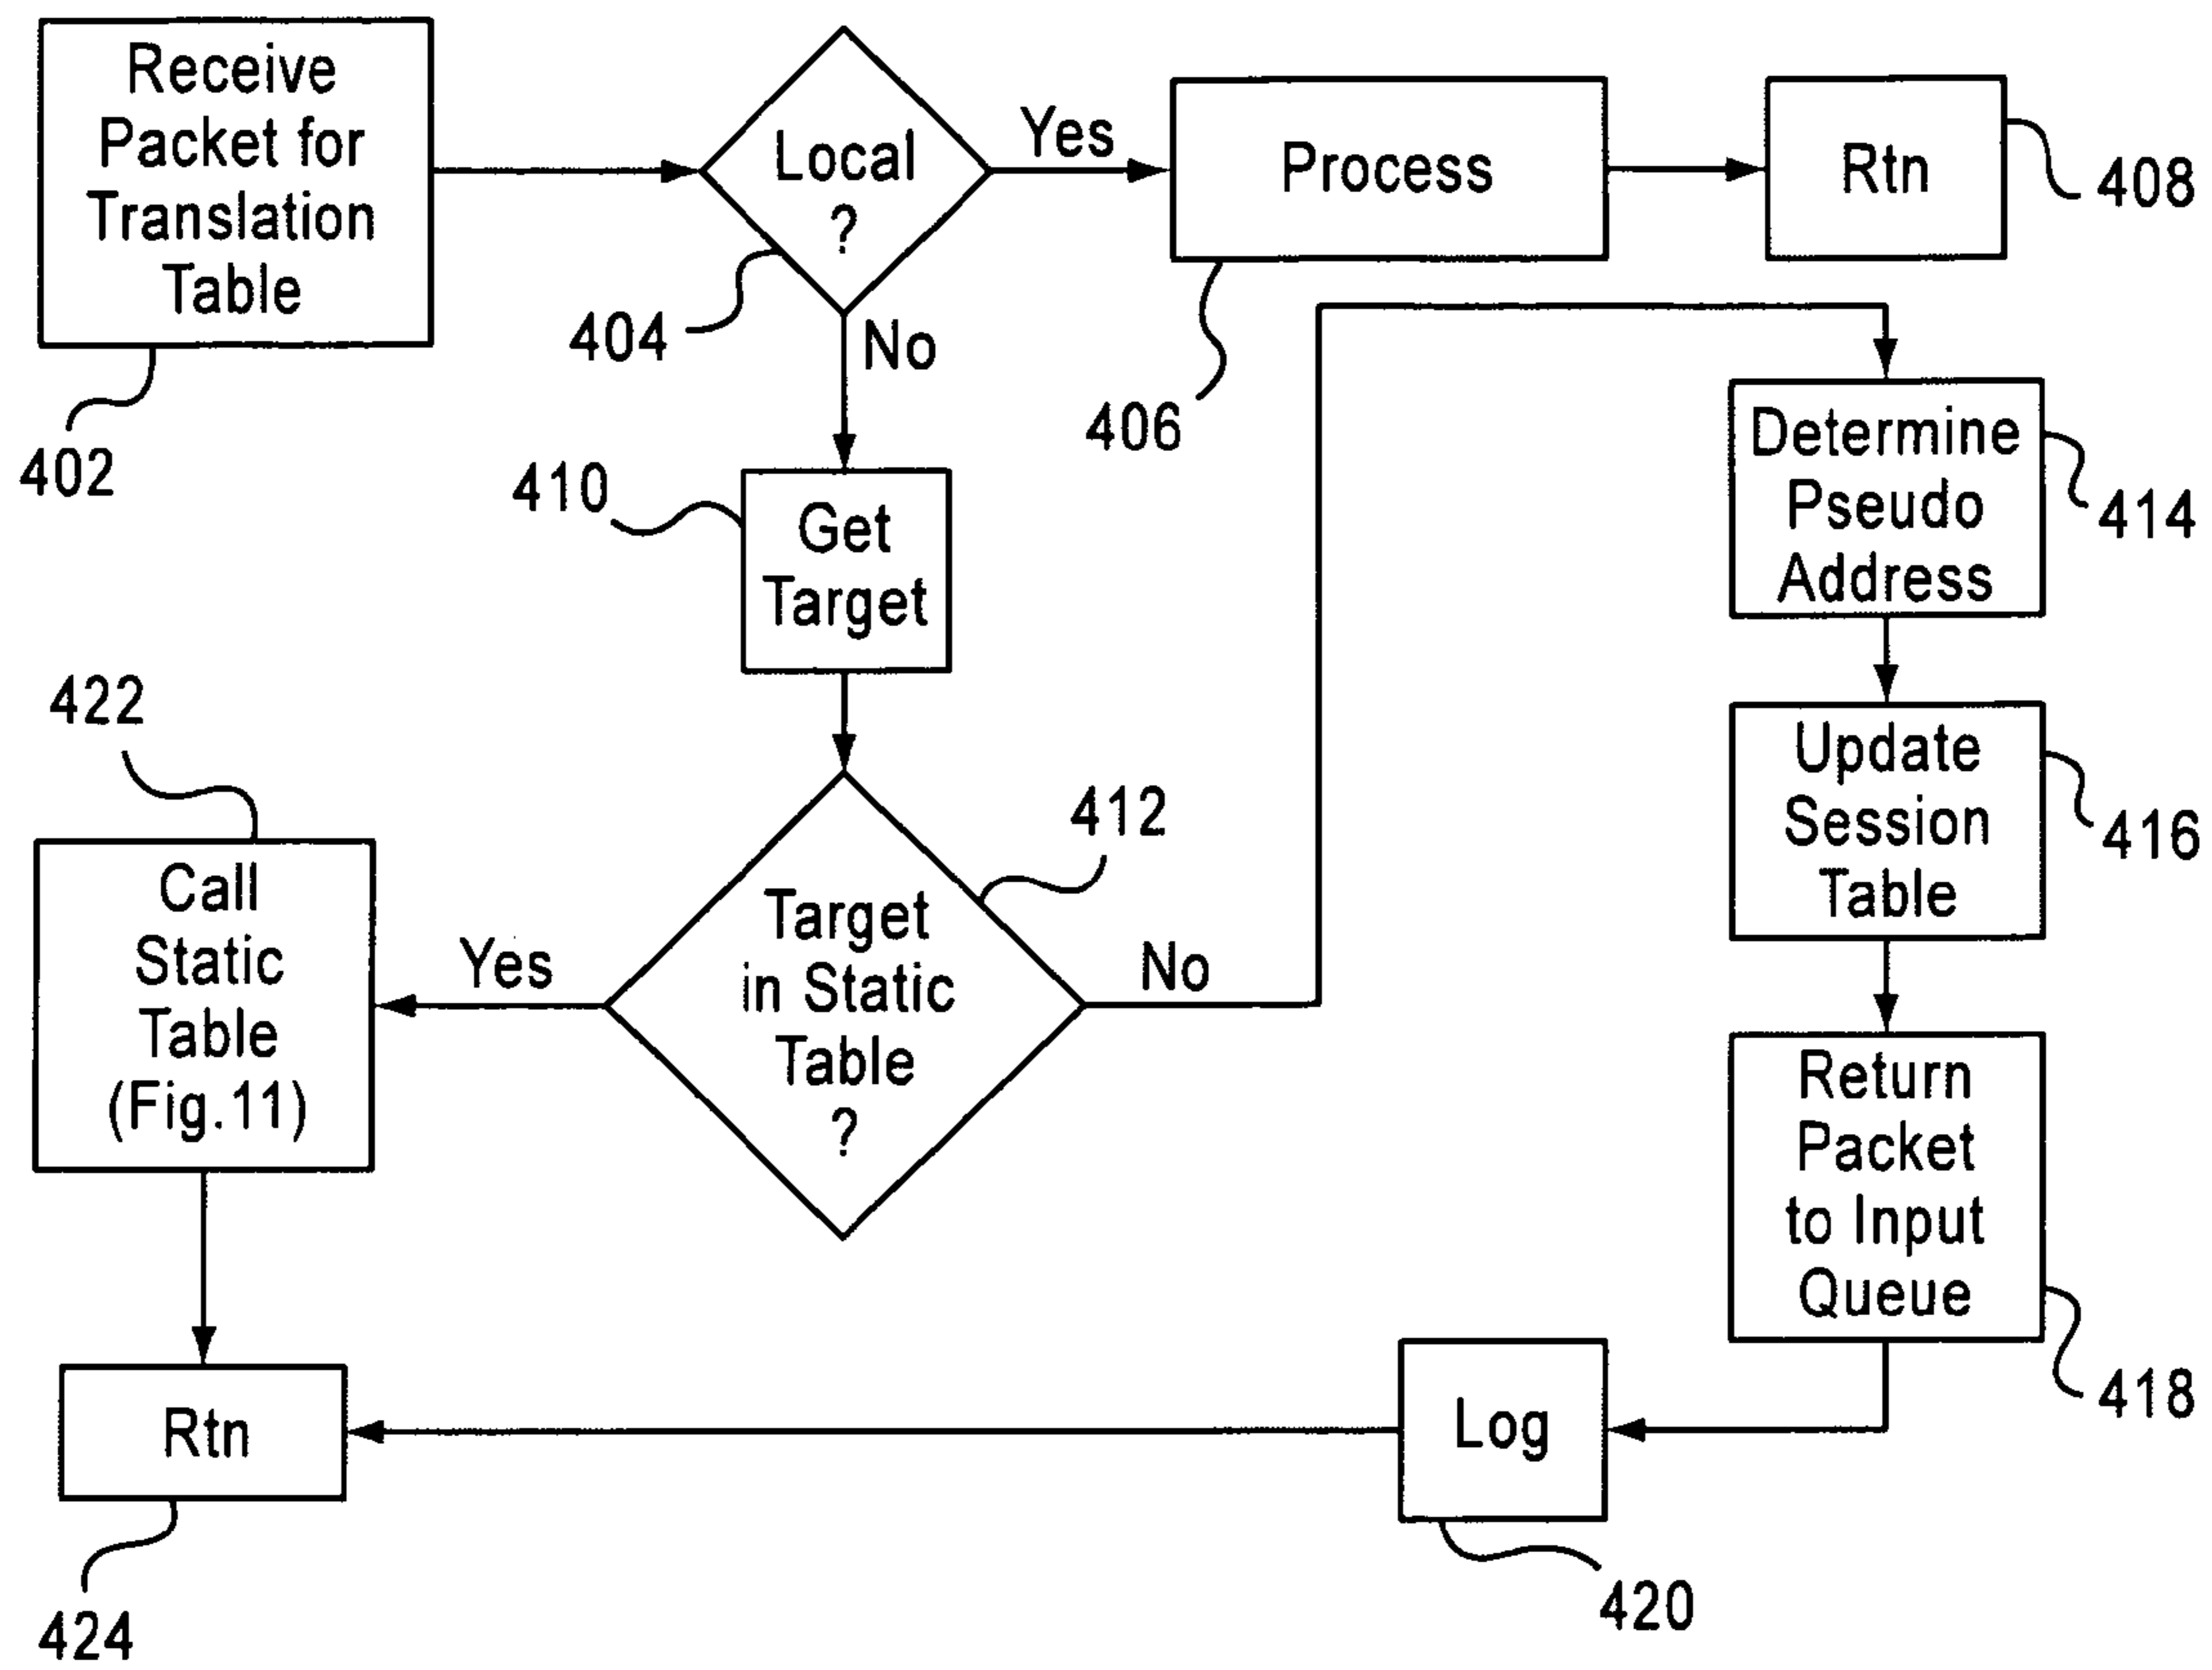 Receive
Packet for
Translation
Table
402
Local
?
404
Yes
No
Process
406
Rtn
408
410
Get
Target
412
Target
in Static
Table
?
No
Yes
Determine
Pseudo
Address
414
Update
Session
Table
416
Return
Packet
to Input
Queue
418
Log
420
422
Call
Static
Table
(Fig.11)
Rtn
424